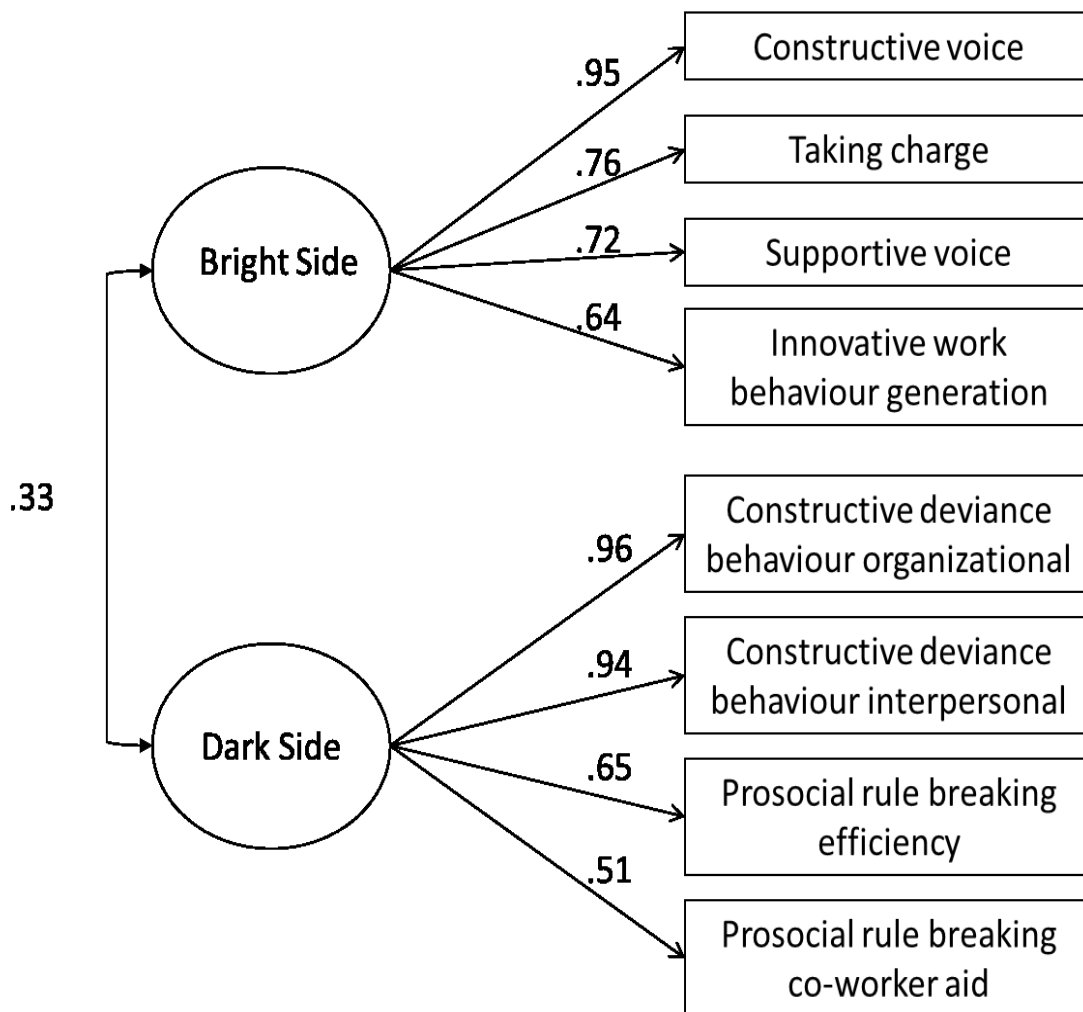 Constructive voice
.95
Taking charge
.76
Bright Side
.72
Supportive voice
.64
Innovative work
behaviour generation
.33
Constructive deviance
behaviour organizational
.96
Constructive deviance
behaviour interpersonal
.94
Dark Side
.65
Prosocial rule breaking
efficiency
.51
Prosocial rule breaking
co-worker aid